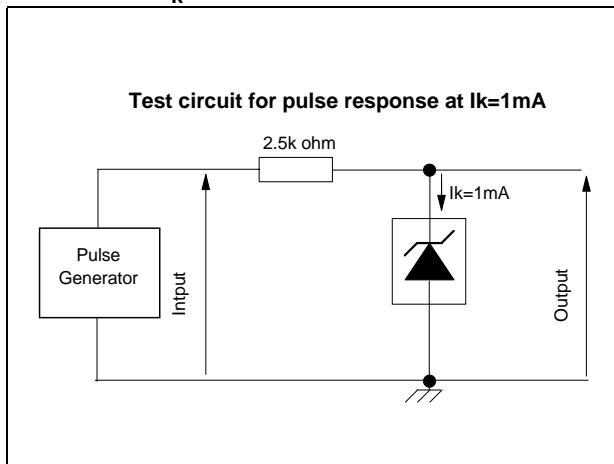 K
Test circuit for pulse response at Ik=1mA
2.5k ohm
Ik=1mA
Pulse
Generator
Intput
Output